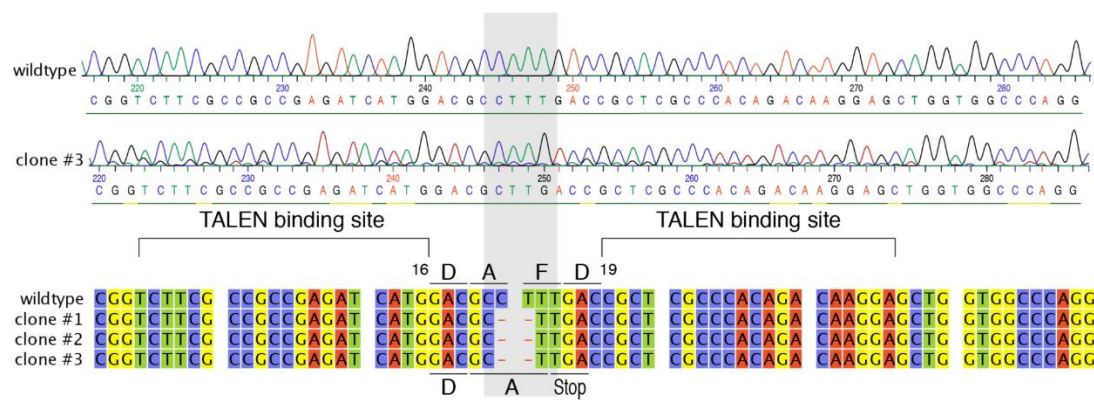 wildtype
220 230 240 250 260 270 280
CGGTCTTCGCCGCCGAGATCATGGACGCCTTTGACCGCTCGCCCACAGACAAGGAGCTGGTGGCCCAGG
clone #3
220 230 240 250 260 270 280
CGGTCTTCGCCGCCGAGATCATGGACGCTTGACCGCTCGCCCACAGACAAGGAGCTGGTGGCCCAGG
TALEN binding site TALEN binding site
16 D A F D 19
wildtype CGGTCTTCG CCGCCGAGAT CATGGACGCC TTTGACCGCT CGCCCACAGA CAAGGAGCTG GTGGCCCAGG
clone #1 CGGTCTTCG CCGCCGAGAT CATGGACGC- -TTGACCGCT CGCCCACAGA CAAGGAGCTG GTGGCCCAGG
clone #2 CGGTCTTCG CCGCCGAGAT CATGGACGC- -TTGACCGCT CGCCCACAGA CAAGGAGCTG GTGGCCCAGG
clone #3 CGGTCTTCG CCGCCGAGAT CATGGACGC- -TTGACCGCT CGCCCACAGA CAAGGAGCTG GTGGCCCAGG
D A Stop